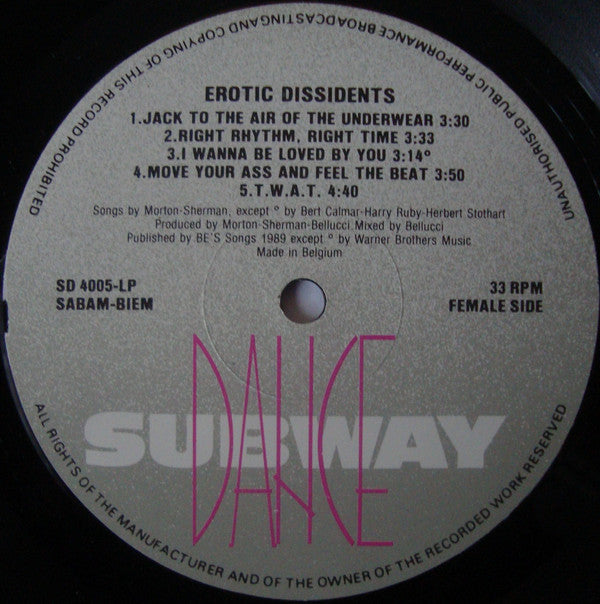 UNAUTHORISED PUBLIC PERFORMANCE BROADCASTING AND COPYING OF THIS RECORD PROHIBITED
EROTIC DISSIDENTS
1.JACK TO THE AIR OF THE UNDERWEAR 3:30
2.RIGHT RHYTHM, RIGHT TIME 3:33
3.I WANNA BE LOVED BY YOU 3:14°
4.MOVE YOUR ASS AND FEEL THE BEAT 3:50
5.T.W.A.T. 4:40
Songs by Morton-Sherman, except ° by Bert Calmar-Harry Ruby-Herbert Stothart
Produced by Morton-Sherman-Bellucci. Mixed by Bellucci
Published by BE'S Songs 1989 except ° by Warner Brothers Music
Made in Belgium
SD 4005-LP
SABAM-BIEM
33 RPM
FEMALE SIDE
SUBWAY
DANCE
ALL RIGHTS OF THE MANUFACTURER AND OF THE OWNER OF THE RECORDED WORK RESERVED